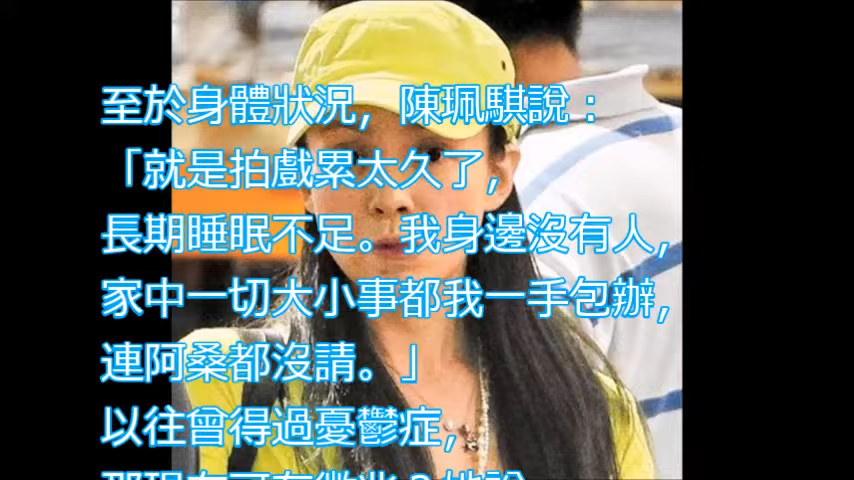 至於身體狀況，陳珮騏說：
「就是拍戲累太久了，
長期睡眠不足。我身邊沒有人，
家中一切大小事都我一手包辦，
連阿桑都沒請。」
以往曾得過憂鬱症，